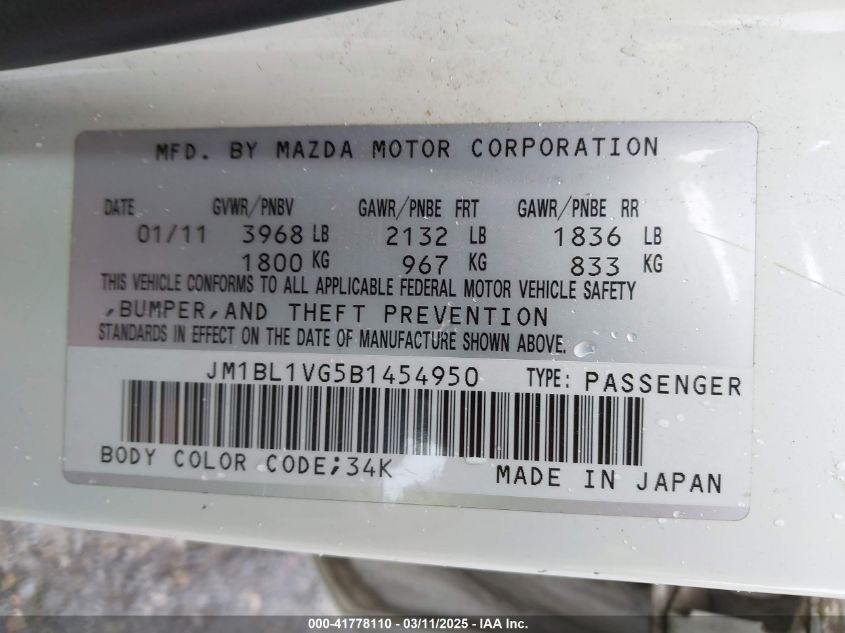 MFD. BY MAZDA MOTOR CORPORATION
DATE GVWR/PNBV GAWR/PNBE FRT GAWR/PNBE RR
01/11 3968 LB 2132 LB 1836 LB
1800 KG 967 KG 833 KG
THIS VEHICLE CONFORMS TO ALL APPLICABLE FEDERAL MOTOR VEHICLE SAFETY
,BUMPER,AND THEFT PREVENTION
STANDARDS IN EFFECT ON THE DATE OF MANUFACTURE SHOWN ABOVE.
JM1BL1VG5B1454950 TYPE: PASSENGER
BODY COLOR CODE;34K MADE IN JAPAN
000-41778110 - 03/11/2025 - IAA Inc.